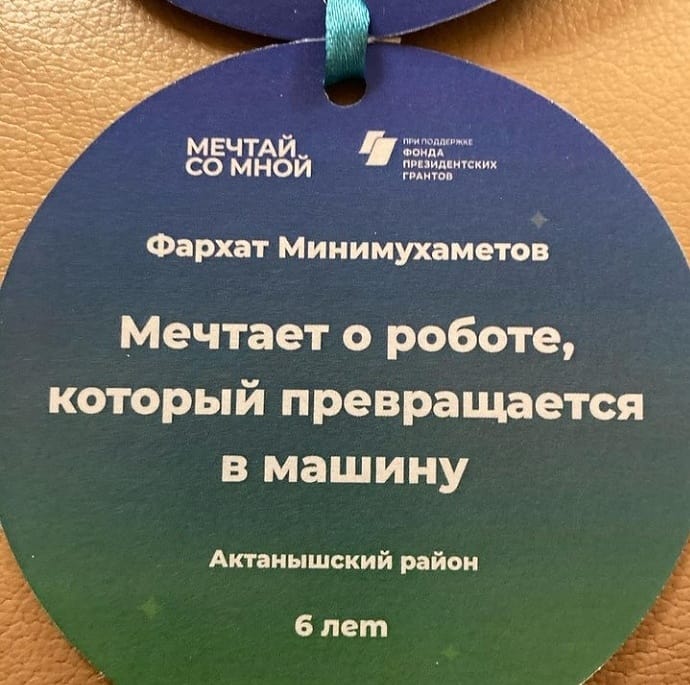 МЕЧТАЙ
СО МНОЙ
ПРИ ПОДДЕРЖКЕ
ФОНДА
ПРЕЗИДЕНТСКИХ
ГРАНТОВ
Фархат Минимухаметов
Мечтает о роботе,
который превращается
в машину
Актанышский район
6 лет